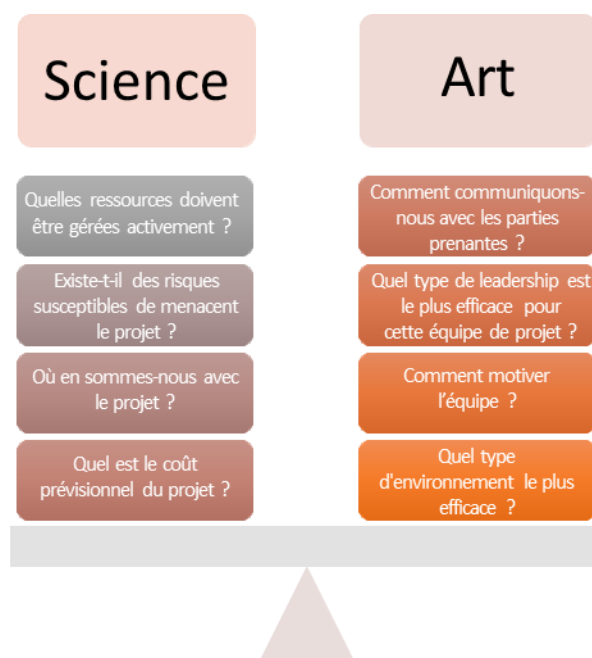 Science
Quelles ressources doivent
être gérées activement ?
Existe-t-il des risques
susceptibles de menacent
le projet ?
Où en sommes-nous avec
le projet ?
Quel est le coût
prévisionnel du projet ?
Art
Comment communiquons-
nous avec les parties
prenantes ?
Quel type de leadership est
le plus efficace pour
cette équipe de projet ?
Comment motiver
l'équipe ?
Quel type
d'environnement le plus
efficace ?